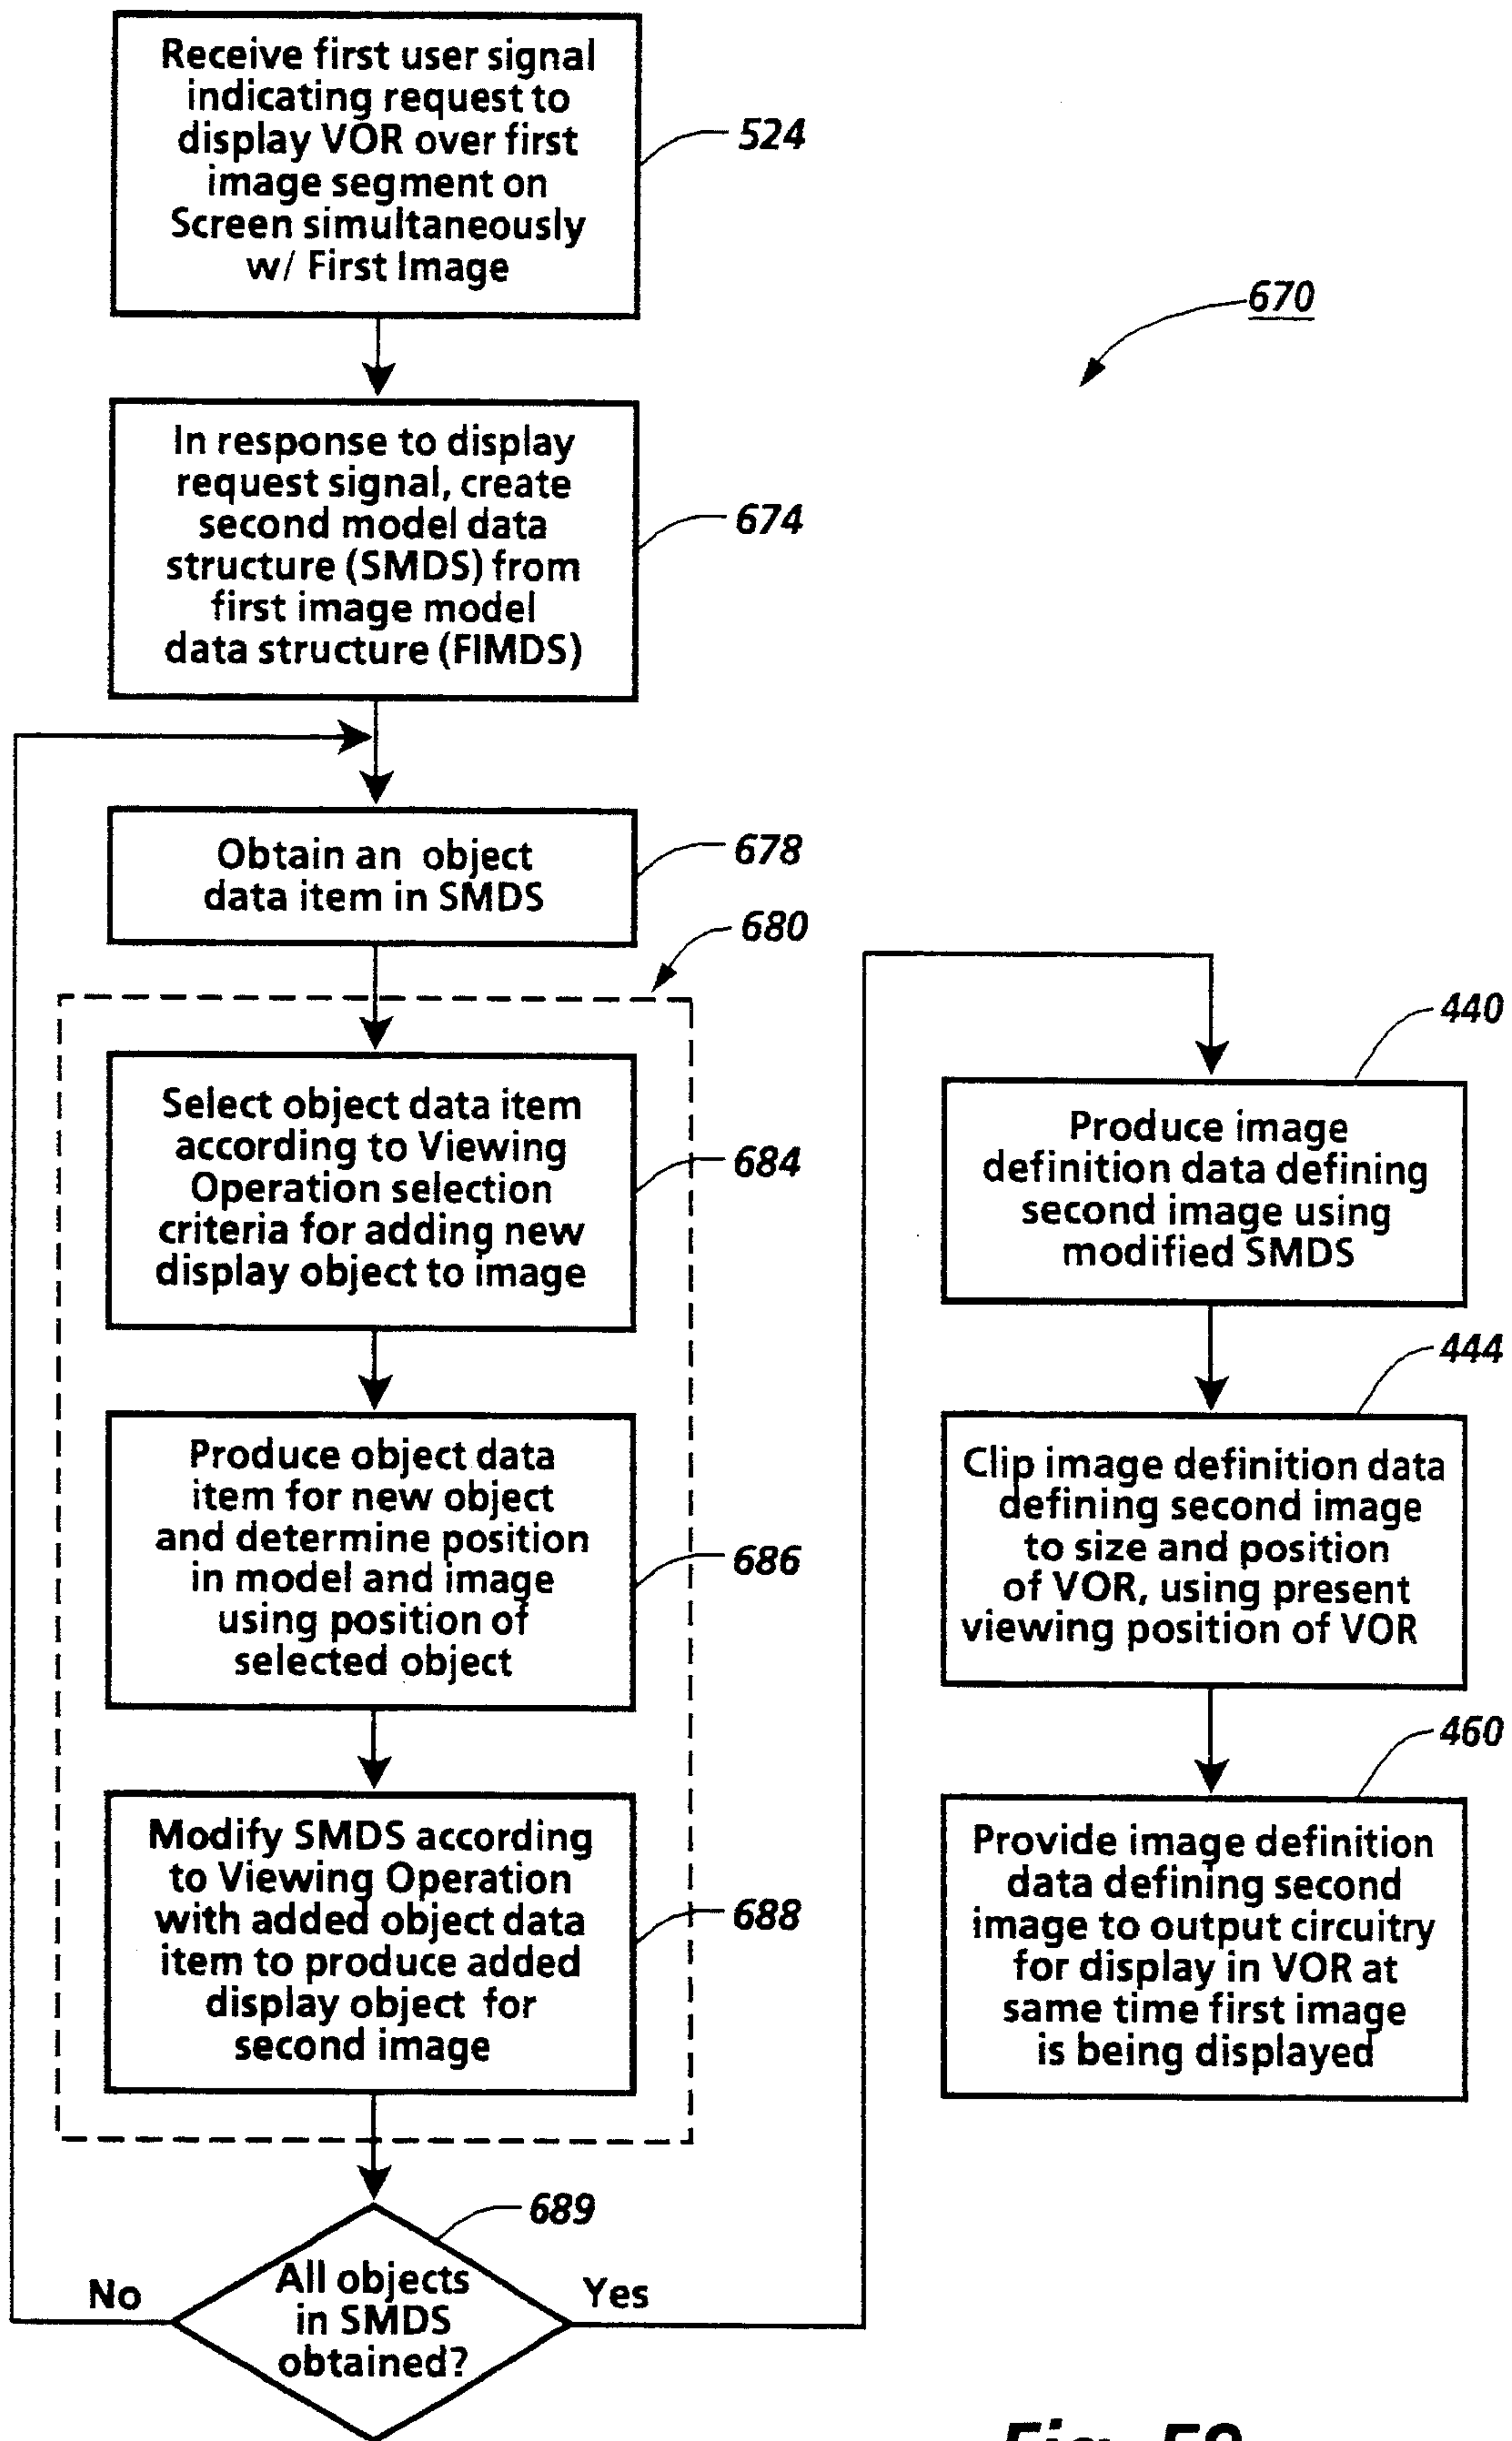 Receive first user signal
indicating request to
display VOR over first
image segment on
Screen simultaneously
w/ First Image
524
670
In response to display
request signal, create
second model data
structure (SMDS) from
first image model
data structure (FIMDS)
674
Obtain an object
data item in SMDS
678
680
Select object data item
according to Viewing
Operation selection
criteria for adding new
display object to image
684
Produce object data
item for new object
and determine position
in model and image
using position of
selected object
686
Modify SMDS according
to Viewing Operation
with added object data
item to produce added
display object for
second image
688
689
All objects
in SMDS
obtained?
No
Yes
440
Produce image
definition data defining
second image using
modified SMDS
444
Clip image definition data
defining second image
to size and position
of VOR, using present
viewing position of VOR
460
Provide image definition
data defining second
image to output circuitry
for display in VOR at
same time first image
is being displayed
Fig.